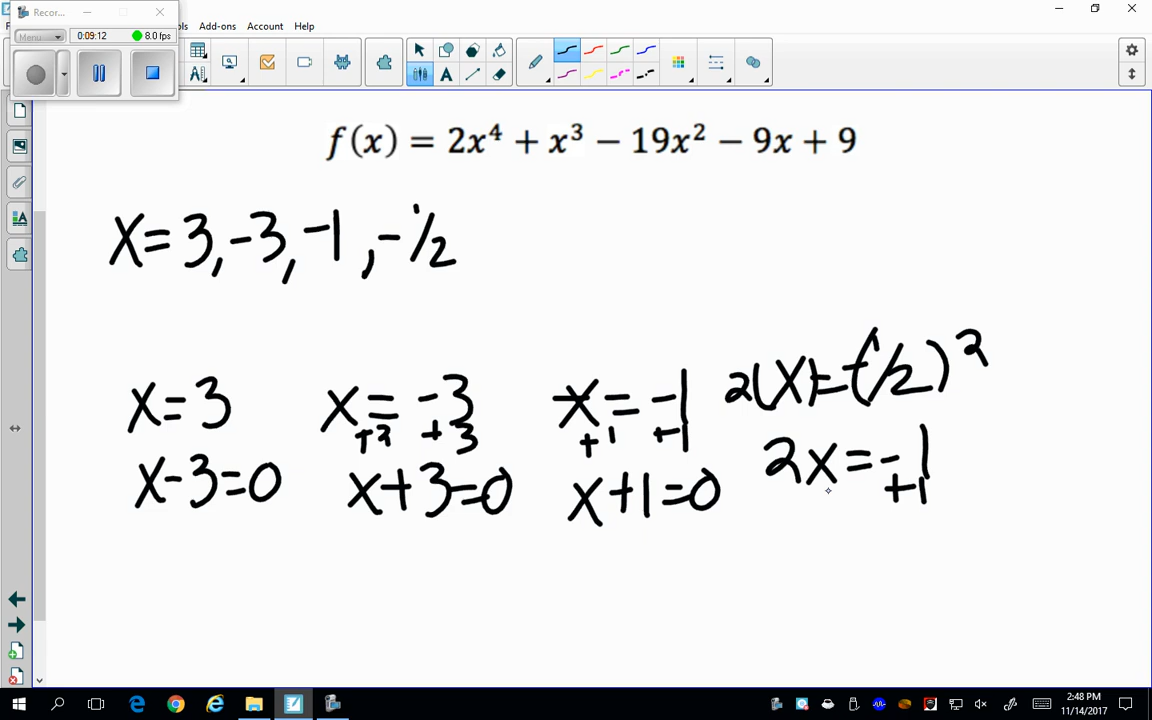 Recor...
Menu 0:09:12 8.0 fps
ols Add-ons Account Help
f(x) = 2x⁴ + x³ − 19x² − 9x + 9
X = 3, -3, -1, -1/2
x = 3 x = -3 x = -1 2(x) = (-1/2)2
+3 +3 +1 +1
x - 3 = 0 x + 3 = 0 x + 1 = 0 2x = -1
+1
2:48 PM
11/14/2017